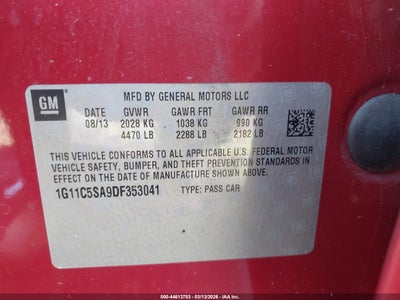 GM
MFD BY GENERAL MOTORS LLC
DATE GVWR GAWR FRT GAWR RR
08/13 2028 KG 1038 KG 990 KG
4470 LB 2288 LB 2182 LB
THIS VEHICLE CONFORMS TO ALL APPLICABLE U.S. FEDERAL MOTOR
VEHICLE SAFETY, BUMPER, AND THEFT PREVENTION STANDARDS IN
EFFECT ON THE DATE OF MANUFACTURE SHOWN ABOVE.
1G11C5SA9DF353041 TYPE: PASS CAR
000-44613703 - 03/13/2026 - IAA, Inc.